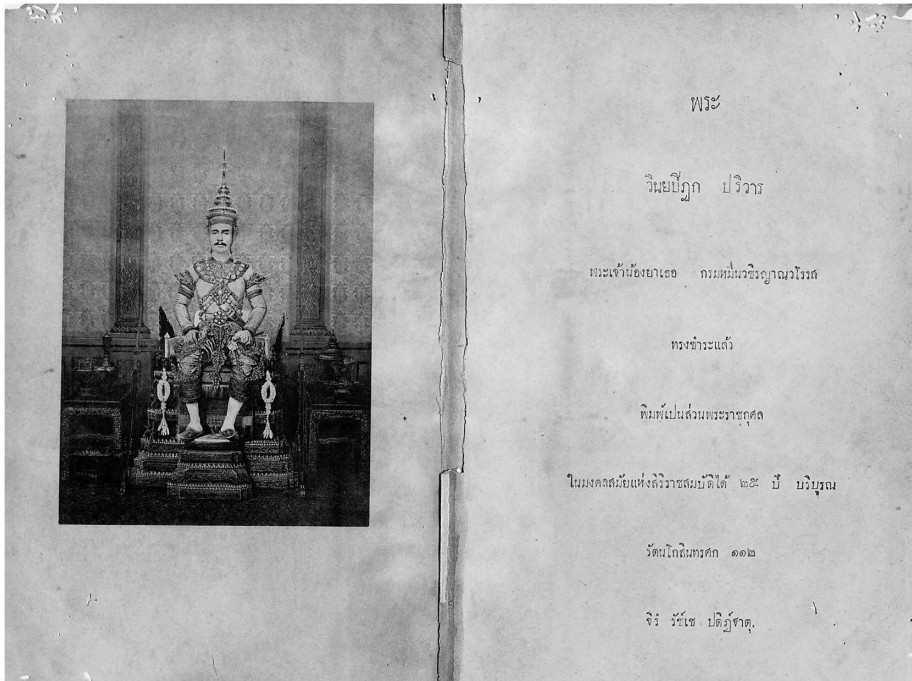 พระ
วินยปิฎก ปริวาร
พระเจ้าน้องยาเธอ กรมหมื่นวชิรญาณวโรรส
ทรงชำระแล้ว
พิมพ์เปนส่วนพระราชกุศล
ในมงคลสมัยแห่งสิริราชสมบัติได้ ๒๕ ปี บริบูรณ
รัตนโกสินทรศก ๑๑๒
จิรํ รัชเช ปติฏฺฐาตุ.